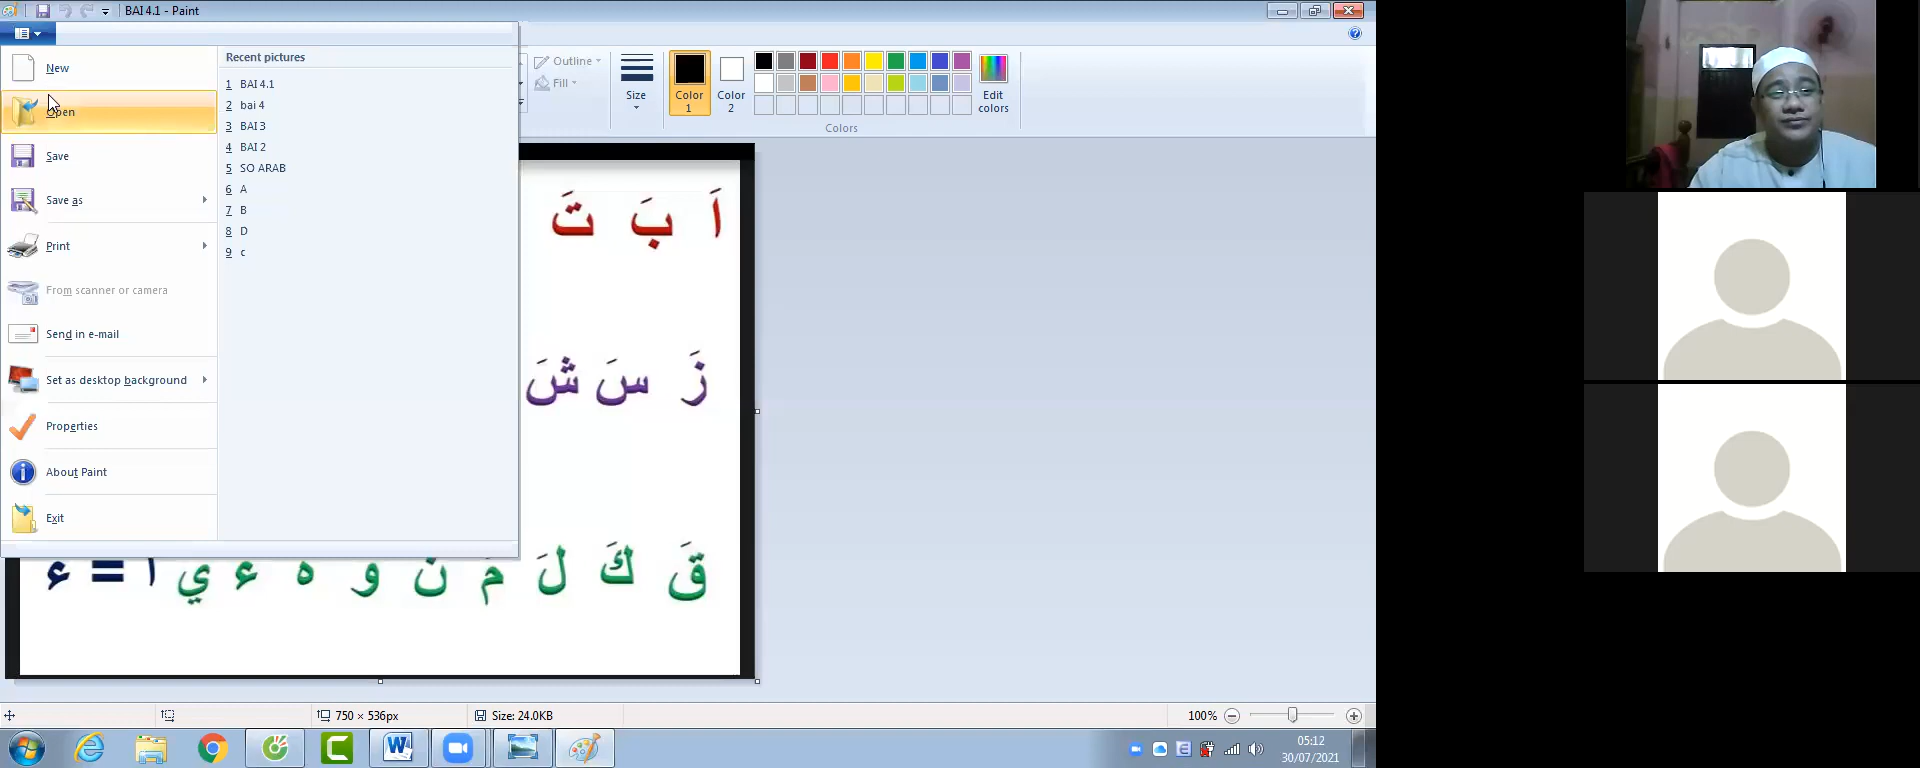 BAI 4.1 - Paint
New
Open
Save
Save as
Print
From scanner or camera
Send in e-mail
Set as desktop background
Properties
About Paint
Exit
Recent pictures
1 BAI 4.1
2 bai 4
3 BAI 3
4 BAI 2
5 SO ARAB
6 A
7 B
8 D
9 c
Outline
Fill
Size
Color 1
Color 2
Edit colors
Colors
اَ بَ تَ
زَ سَ شَ
قَ كَ لَ مَ نَ و ه ء ي ا = ء
750 × 536px
Size: 24.0KB
100%
05:12
30/07/2021